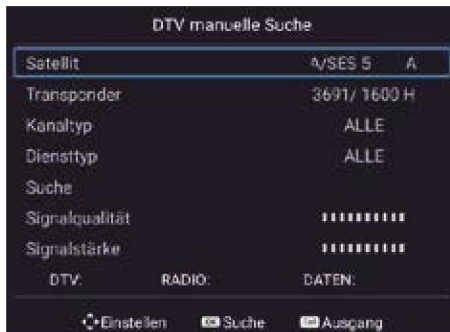 DTV manuelle Suche
Satellit /SES 5 A
Transponder 3691/ 1600 H
Kanaltyp ALLE
Diensttyp ALLE
Suche
Signalqualität
Signalstärke
DTV: RADIO: DATEN:
Einstellen OK Suche Ausgang